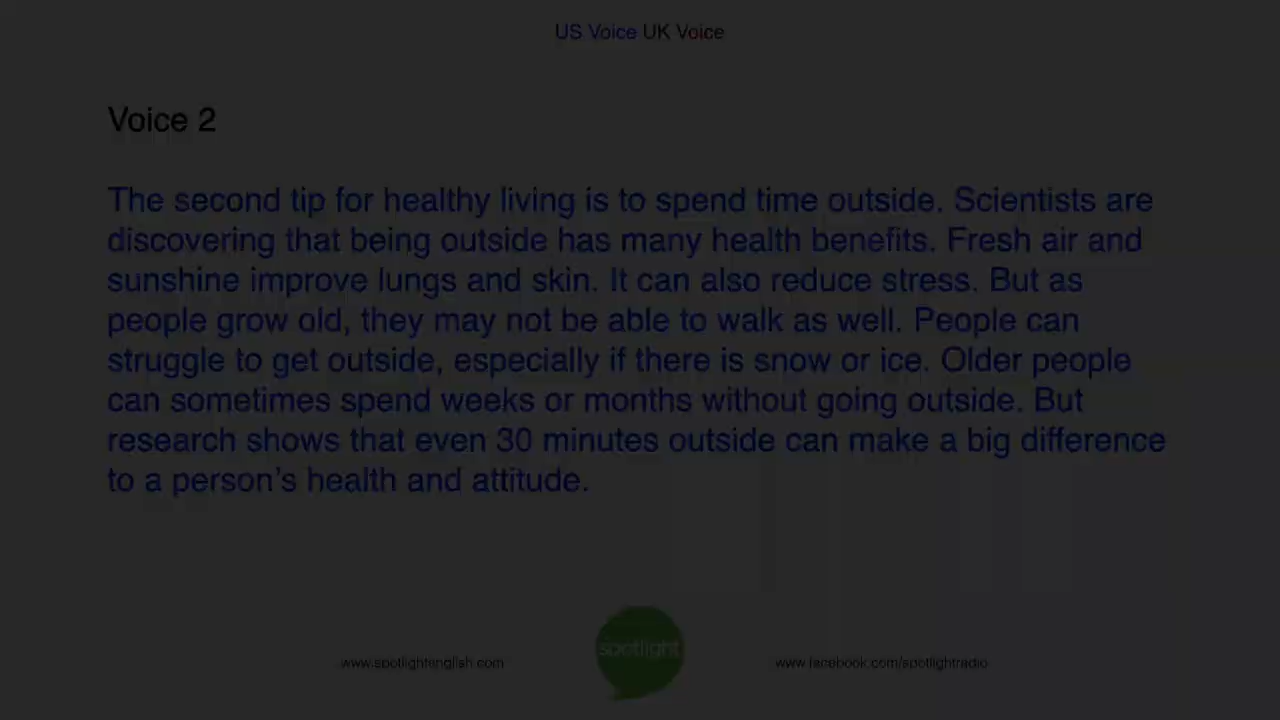 US Voice UK Voice
Voice 2
The second tip for healthy living is to spend time outside. Scientists are
discovering that being outside has many health benefits. Fresh air and
sunshine improve lungs and skin. It can also reduce stress. But as
people grow old, they may not be able to walk as well. People can
struggle to get outside, especially if there is snow or ice. Older people
can sometimes spend weeks or months without going outside. But
research shows that even 30 minutes outside can make a big difference
to a person’s health and attitude.
spotlight
www.spotlightenglish.com www.facebook.com/spotlightradio